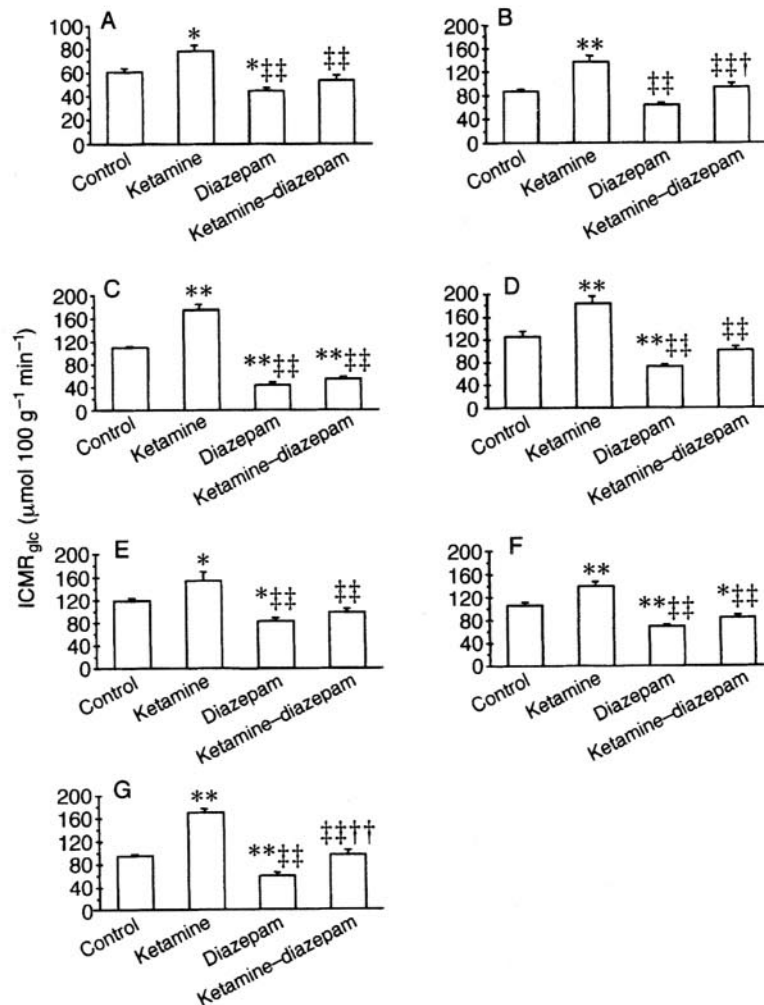 lCMRglc (μmol 100 g⁻¹ min⁻¹)
A
100
80
60
40
20
0
*
*‡‡
‡‡
Control
Ketamine
Diazepam
Ketamine–diazepam
B
200
160
120
80
40
0
**
‡‡
‡‡†
Control
Ketamine
Diazepam
Ketamine–diazepam
C
200
160
120
80
40
0
**
**‡‡
**‡‡
Control
Ketamine
Diazepam
Ketamine–diazepam
D
200
160
120
80
40
0
**
**‡‡
‡‡
Control
Ketamine
Diazepam
Ketamine–diazepam
E
200
160
120
80
40
0
*
*‡‡
‡‡
Control
Ketamine
Diazepam
Ketamine–diazepam
F
200
160
120
80
40
0
**
**‡‡
*‡‡
Control
Ketamine
Diazepam
Ketamine–diazepam
G
200
160
120
80
40
0
**
**‡‡
‡‡††
Control
Ketamine
Diazepam
Ketamine–diazepam